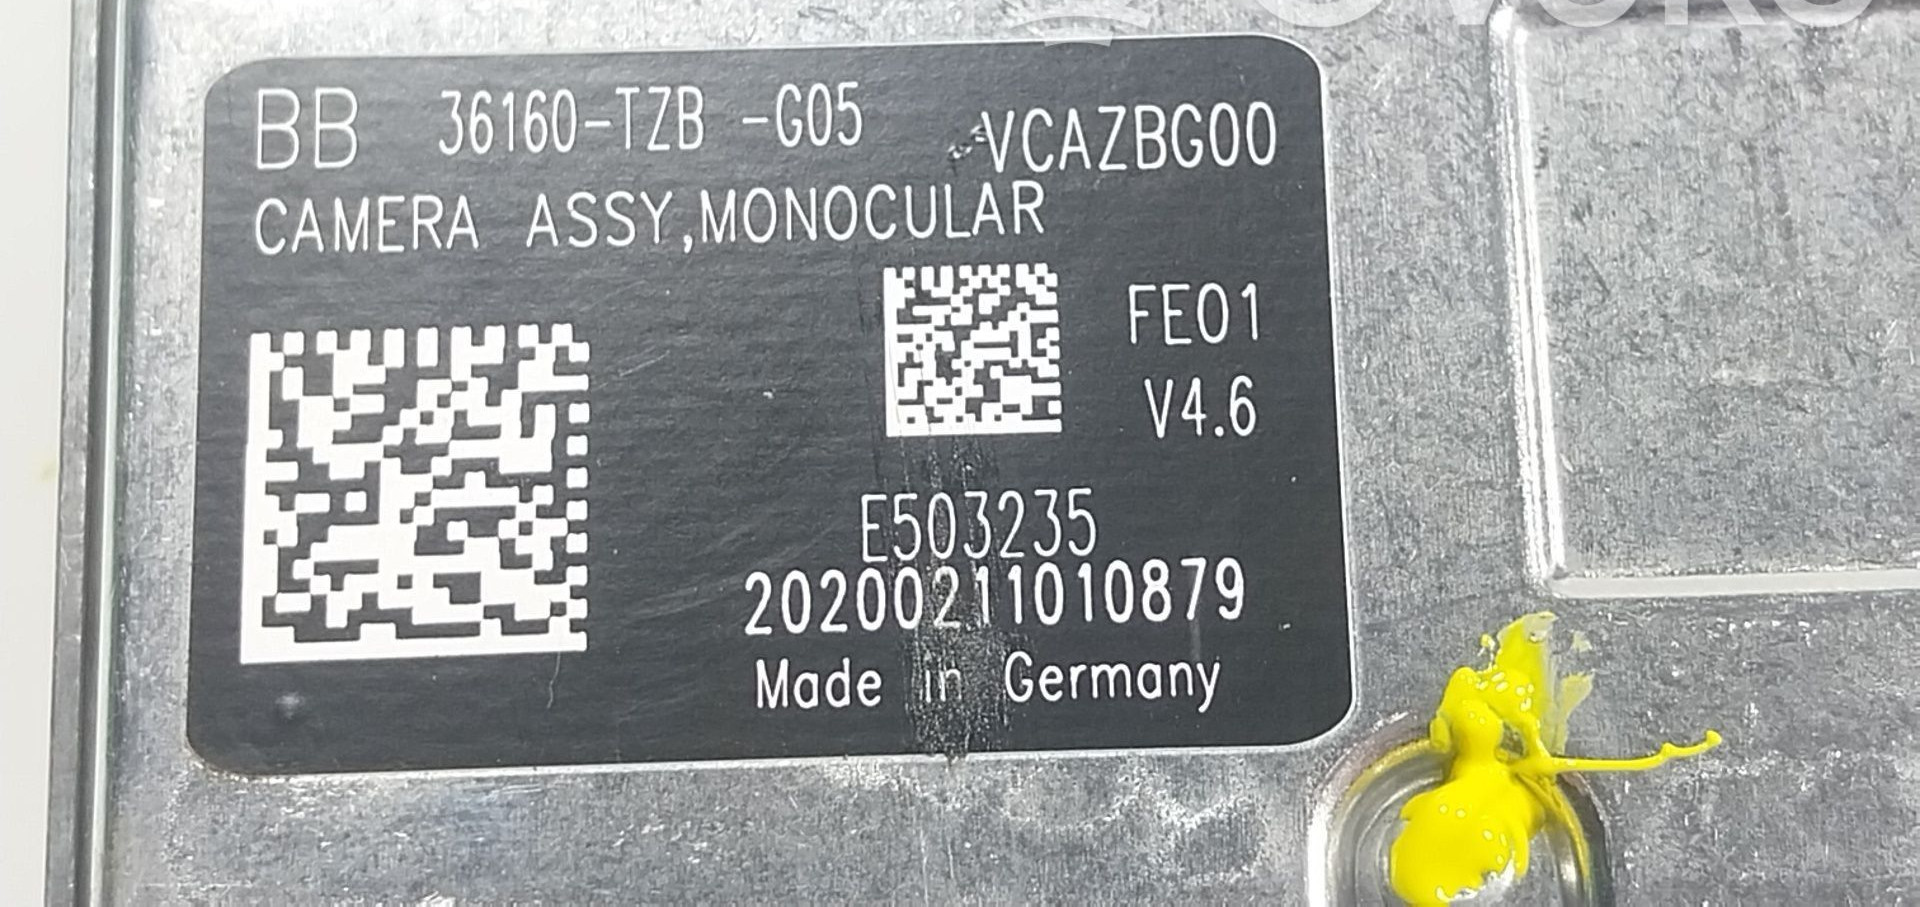 BB 36160-TZB -G05 VCAZBG00
CAMERA ASSY,MONOCULAR
FE01
V4.6
E503235
20200211010879
Made in Germany